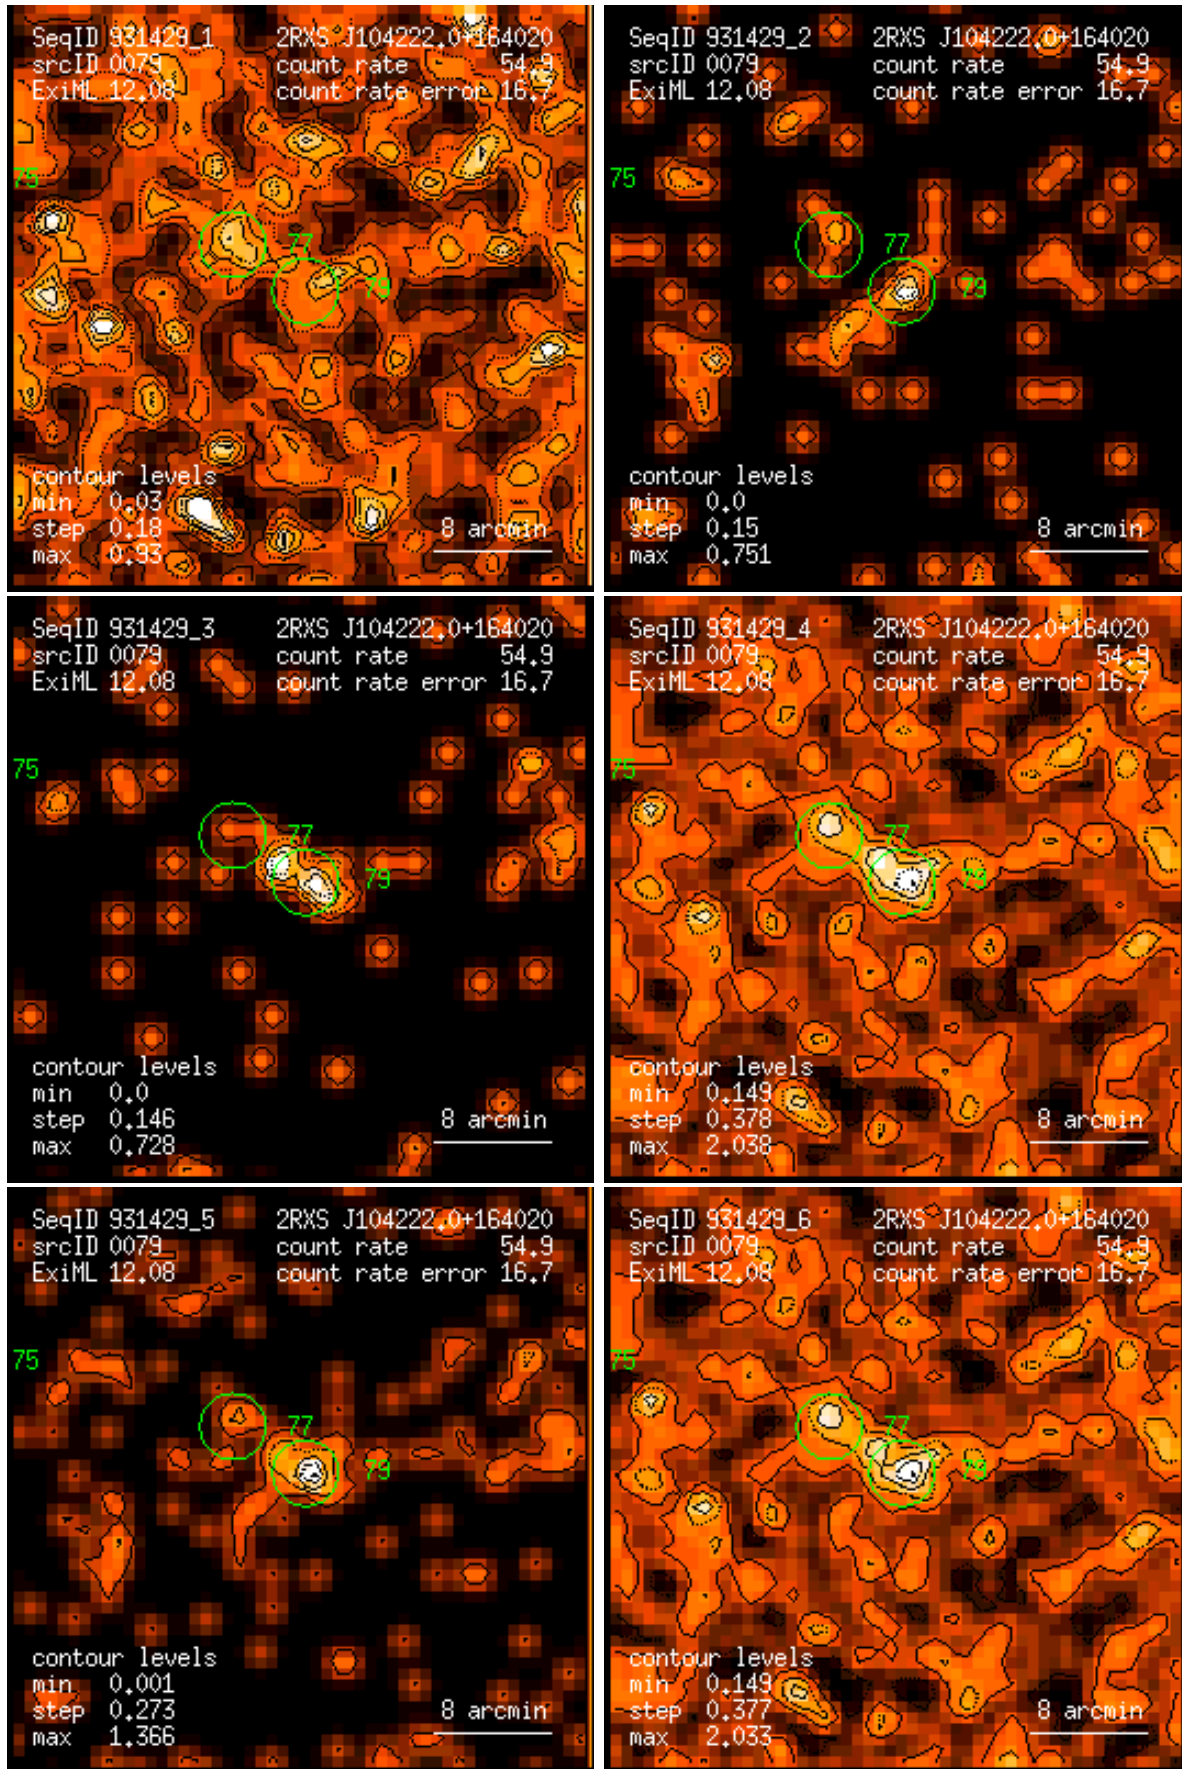 SeqID 931429_1 2RXS J104222.0+164020
srcID 0079 count rate 54.9
ExiML 12.08 count rate error 16.7
75
77
79
contour levels
min 0.03
step 0.18 8 arcmin
max 0.93
SeqID 931429_2 2RXS J104222.0+164020
srcID 0079 count rate 54.9
ExiML 12.08 count rate error 16.7
75
77
79
contour levels
min 0.0
step 0.15 8 arcmin
max 0.751
SeqID 931429_3 2RXS J104222.0+164020
srcID 0079 count rate 54.9
ExiML 12.08 count rate error 16.7
75
77
79
contour levels
min 0.0
step 0.146 8 arcmin
max 0.728
SeqID 931429_4 2RXS J104222.0+164020
srcID 0079 count rate 54.9
ExiML 12.08 count rate error 16.7
75
77
79
contour levels
min 0.149
step 0.378 8 arcmin
max 2.038
SeqID 931429_5 2RXS J104222.0+164020
srcID 0079 count rate 54.9
ExiML 12.08 count rate error 16.7
75
77
79
contour levels
min 0.001
step 0.273 8 arcmin
max 1.366
SeqID 931429_6 2RXS J104222.0+164020
srcID 0079 count rate 54.9
ExiML 12.08 count rate error 16.7
75
77
79
contour levels
min 0.149
step 0.377 8 arcmin
max 2.033